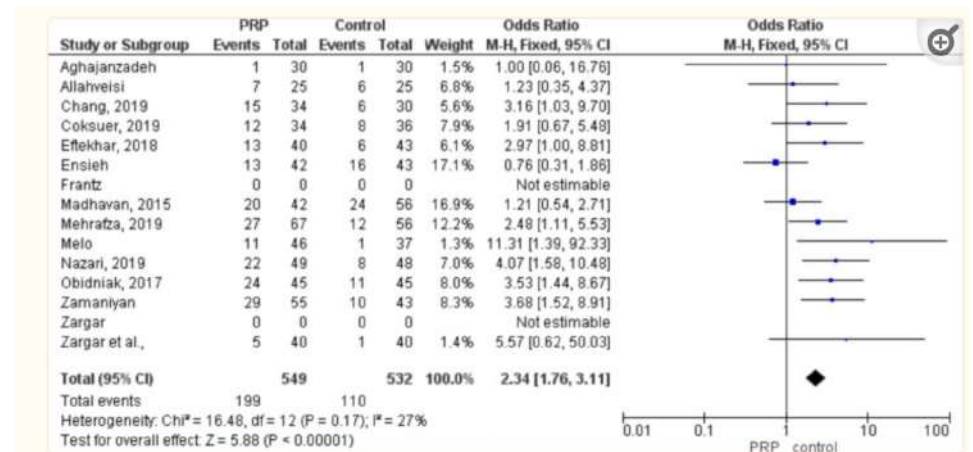 PRP Control Odds Ratio Odds Ratio
Study or Subgroup Events Total Events Total Weight M-H, Fixed, 95% CI M-H, Fixed, 95% CI
Aghajanzadeh 1 30 1 30 1.5% 1.00 [0.06, 16.76]
Allahveisi 7 25 6 25 6.8% 1.23 [0.35, 4.37]
Chang, 2019 15 34 6 30 5.6% 3.16 [1.03, 9.70]
Coksuer, 2019 12 34 8 36 7.9% 1.91 [0.67, 5.48]
Eftekhar, 2018 13 40 6 43 6.1% 2.97 [1.00, 8.81]
Ensieh 13 42 16 43 17.1% 0.76 [0.31, 1.86]
Frantz 0 0 0 0 Not estimable
Madhavan, 2015 20 42 24 56 16.9% 1.21 [0.54, 2.71]
Mehrafza, 2019 27 67 12 56 12.2% 2.48 [1.11, 5.53]
Melo 11 46 1 37 1.3% 11.31 [1.39, 92.33]
Nazari, 2019 22 49 8 48 7.0% 4.07 [1.58, 10.48]
Obidniak, 2017 24 45 11 45 8.0% 3.53 [1.44, 8.67]
Zamaniyan 29 55 10 43 8.3% 3.68 [1.52, 8.91]
Zargar 0 0 0 0 Not estimable
Zargar et al., 5 40 1 40 1.4% 5.57 [0.62, 50.03]
Total (95% CI) 549 532 100.0% 2.34 [1.76, 3.11]
Total events 199 110
Heterogeneity: Chi² = 16.48, df = 12 (P = 0.17); I² = 27%
Test for overall effect: Z = 5.88 (P < 0.00001)
0.01 0.1 1 10 100
PRP control